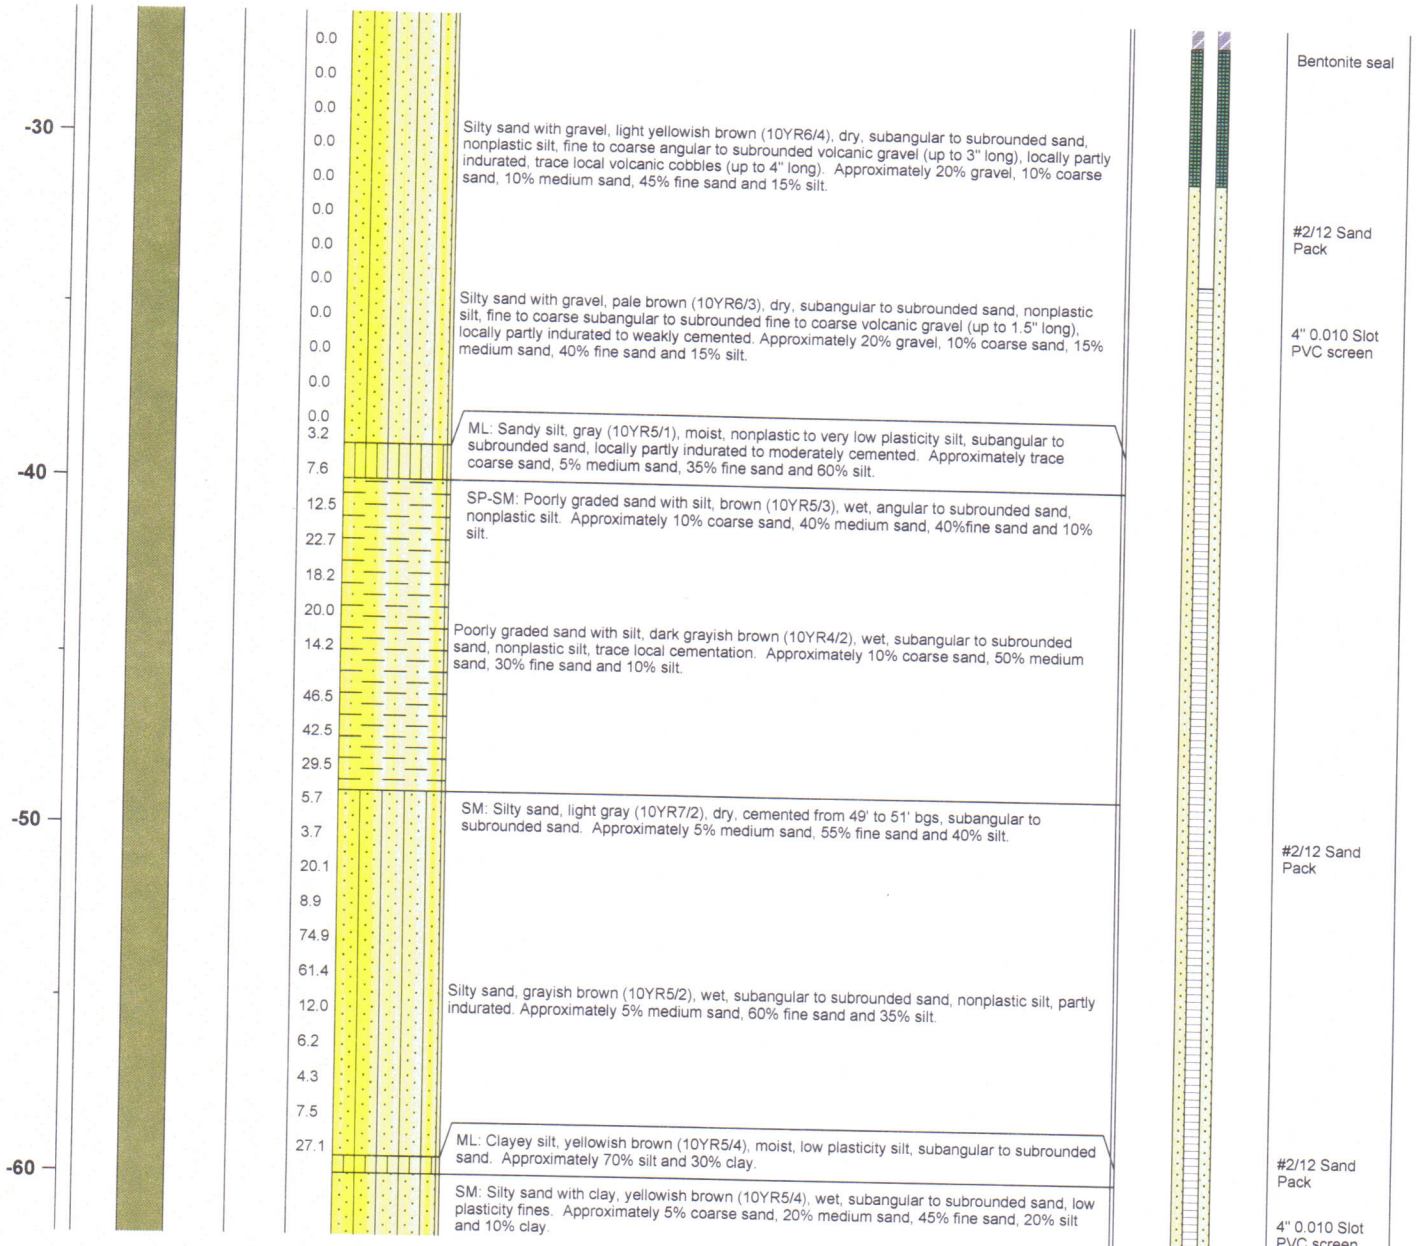 -30
-40
-50
-60
0.0
0.0
0.0
0.0
0.0
0.0
0.0
0.0
0.0
0.0
0.0
0.0
3.2
7.6
12.5
22.7
18.2
20.0
14.2
46.5
42.5
29.5
5.7
3.7
20.1
8.9
74.9
61.4
12.0
6.2
4.3
7.5
27.1
Silty sand with gravel, light yellowish brown (10YR6/4), dry, subangular to subrounded sand,
nonplastic silt, fine to coarse angular to subrounded volcanic gravel (up to 3" long), locally partly
indurated, trace local volcanic cobbles (up to 4" long). Approximately 20% gravel, 10% coarse
sand, 10% medium sand, 45% fine sand and 15% silt.
Silty sand with gravel, pale brown (10YR6/3), dry, subangular to subrounded sand, nonplastic
silt, fine to coarse subangular to subrounded fine to coarse volcanic gravel (up to 1.5" long),
locally partly indurated to weakly cemented. Approximately 20% gravel, 10% coarse sand, 15%
medium sand, 40% fine sand and 15% silt.
ML: Sandy silt, gray (10YR5/1), moist, nonplastic to very low plasticity silt, subangular to
subrounded sand, locally partly indurated to moderately cemented. Approximately trace
coarse sand, 5% medium sand, 35% fine sand and 60% silt.
SP-SM: Poorly graded sand with silt, brown (10YR5/3), wet, angular to subrounded sand,
nonplastic silt. Approximately 10% coarse sand, 40% medium sand, 40%fine sand and 10%
silt.
Poorly graded sand with silt, dark grayish brown (10YR4/2), wet, subangular to subrounded
sand, nonplastic silt, trace local cementation. Approximately 10% coarse sand, 50% medium
sand, 30% fine sand and 10% silt.
SM: Silty sand, light gray (10YR7/2), dry, cemented from 49' to 51' bgs, subangular to
subrounded sand. Approximately 5% medium sand, 55% fine sand and 40% silt.
Silty sand, grayish brown (10YR5/2), wet, subangular to subrounded sand, nonplastic silt, partly
indurated. Approximately 5% medium sand, 60% fine sand and 35% silt.
ML: Clayey silt, yellowish brown (10YR5/4), moist, low plasticity silt, subangular to subrounded
sand. Approximately 70% silt and 30% clay.
SM: Silty sand with clay, yellowish brown (10YR5/4), wet, subangular to subrounded sand, low
plasticity fines. Approximately 5% coarse sand, 20% medium sand, 45% fine sand, 20% silt
and 10% clay.
Bentonite seal
#2/12 Sand
Pack
4" 0.010 Slot
PVC screen
#2/12 Sand
Pack
#2/12 Sand
Pack
4" 0.010 Slot
PVC screen